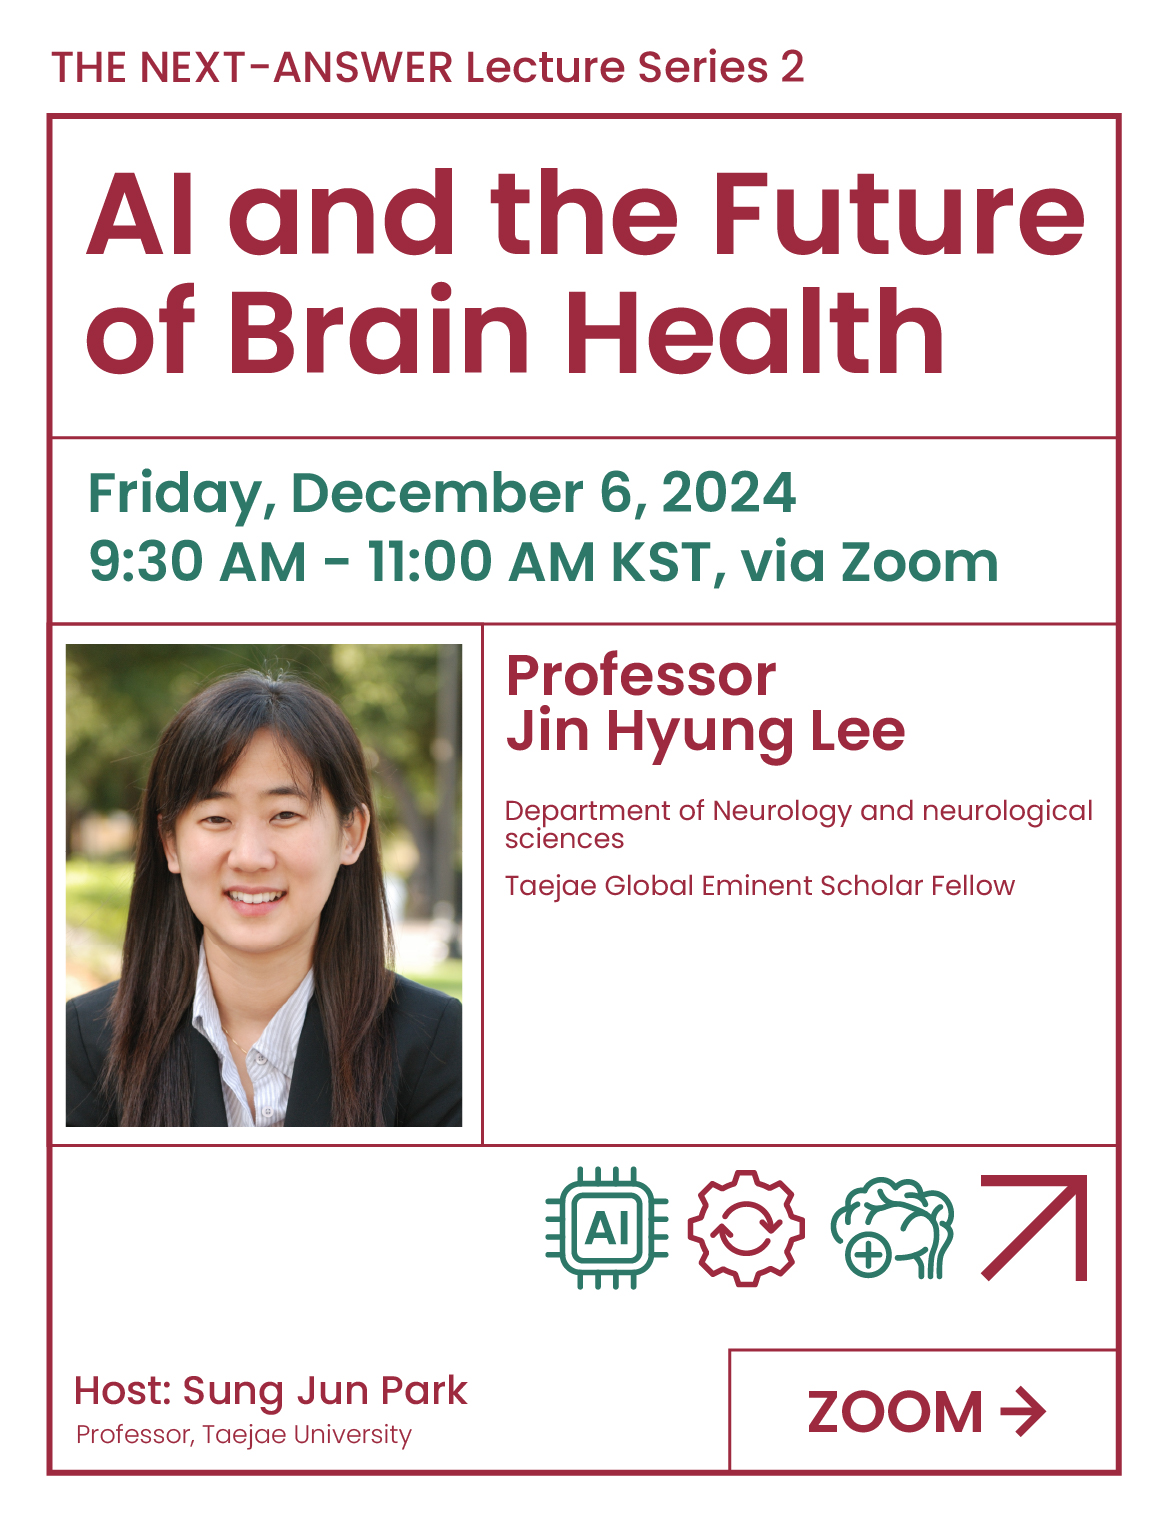 THE NEXT-ANSWER Lecture Series 2
AI and the Future
of Brain Health
Friday, December 6, 2024
9:30 AM - 11:00 AM KST, via Zoom
Professor
Jin Hyung Lee
Department of Neurology and neurological
sciences
Taejae Global Eminent Scholar Fellow
AI
Host: Sung Jun Park
Professor, Taejae University
ZOOM →